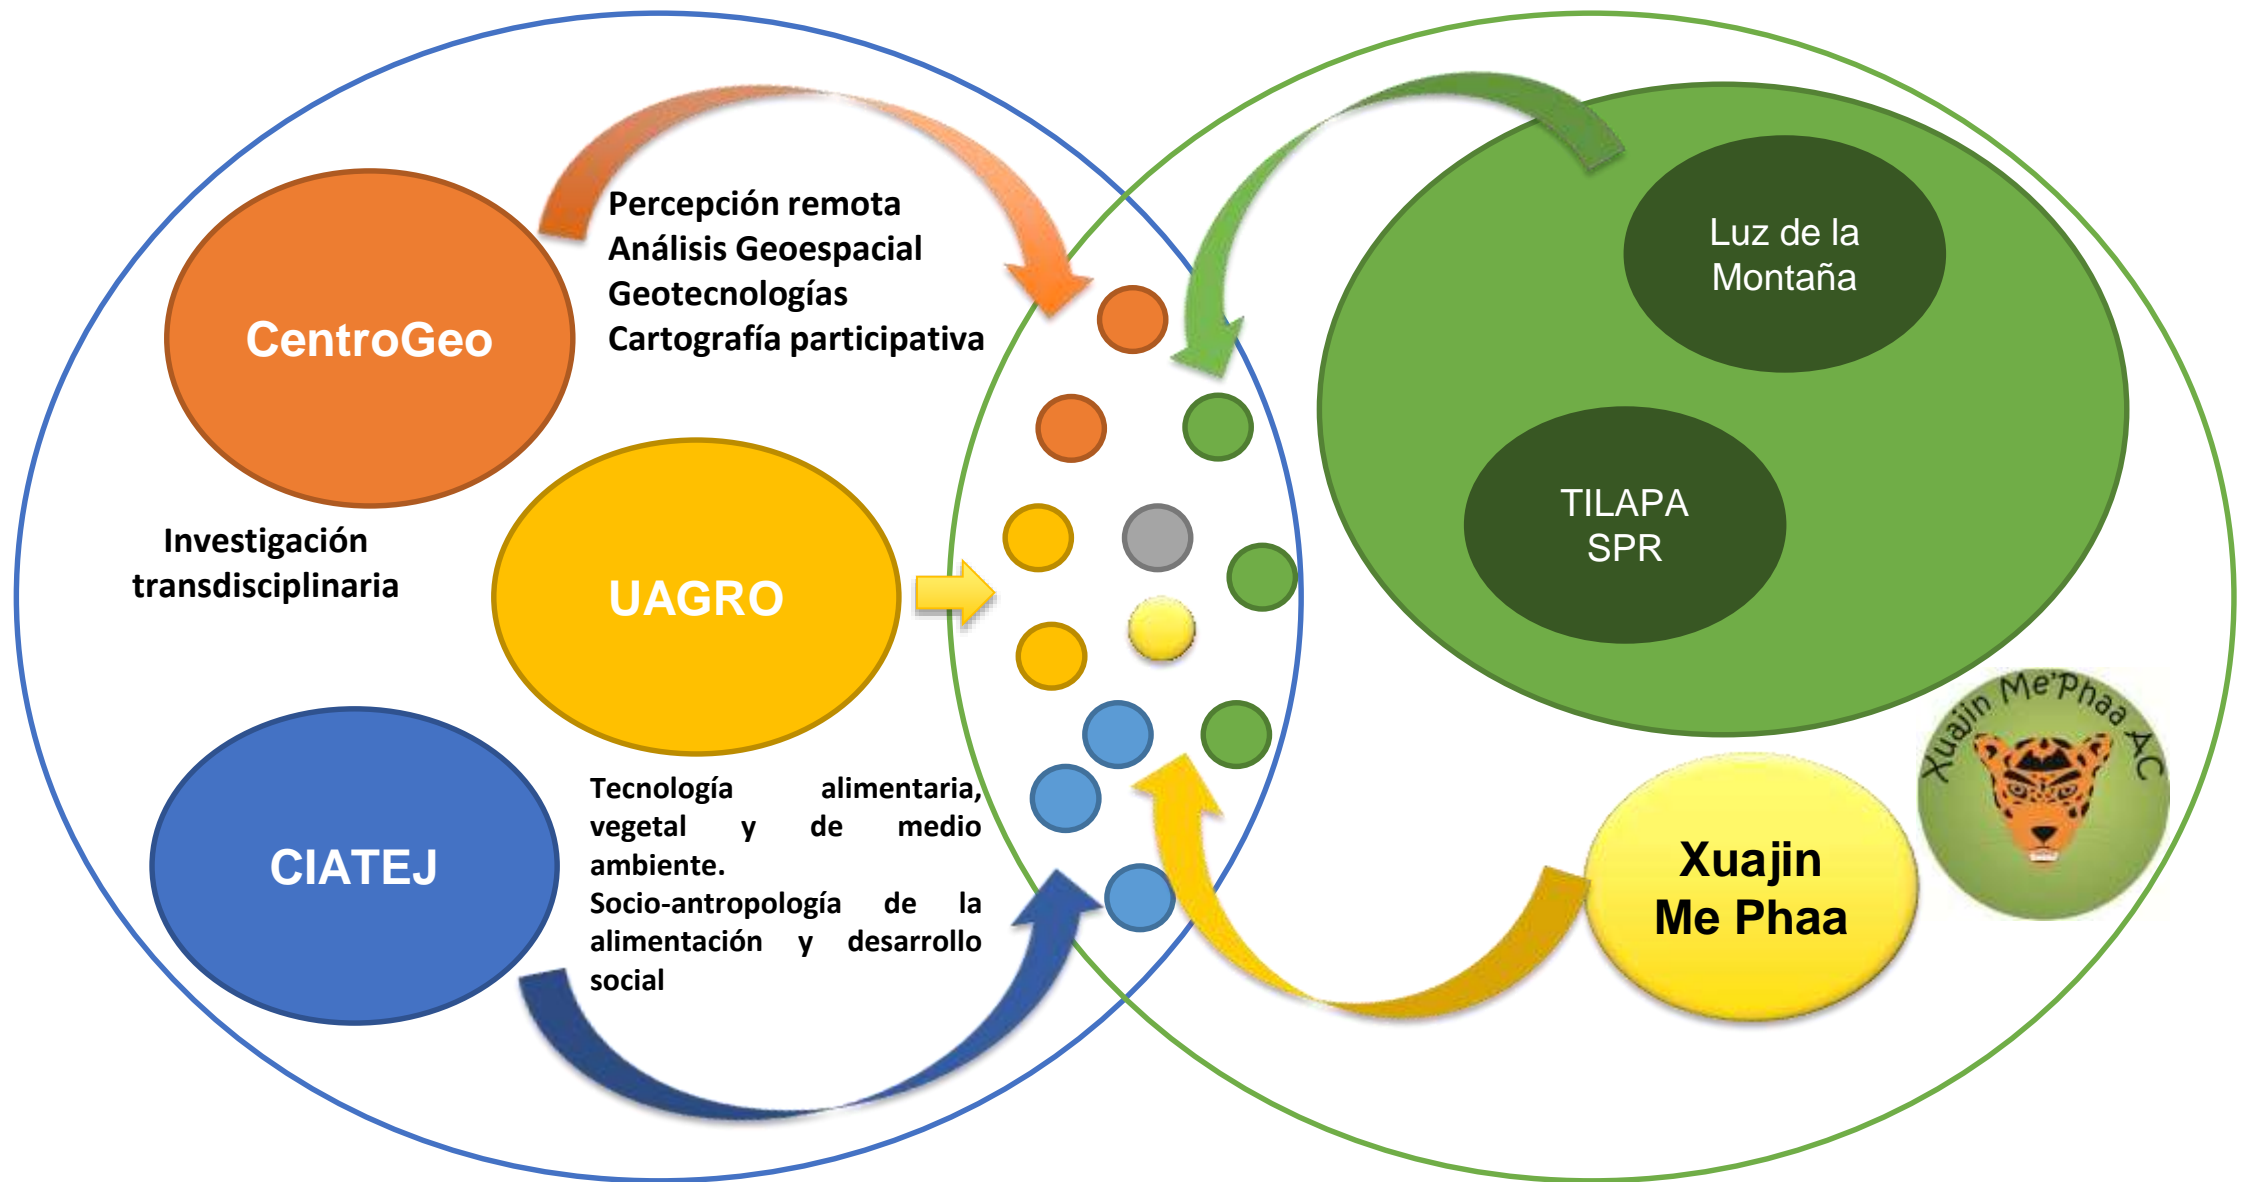 Percepción remota
Análisis Geoespacial
Geotecnologías
Cartografía participativa
CentroGeo
Investigación
transdisciplinaria
UAGRO
CIATEJ
Tecnología alimentaria,
vegetal y de medio
ambiente.
Socio-antropología de la
alimentación y desarrollo
social
Luz de la
Montaña
TILAPA
SPR
Xuajin Me'Phaa AC
Xuajin
Me Phaa